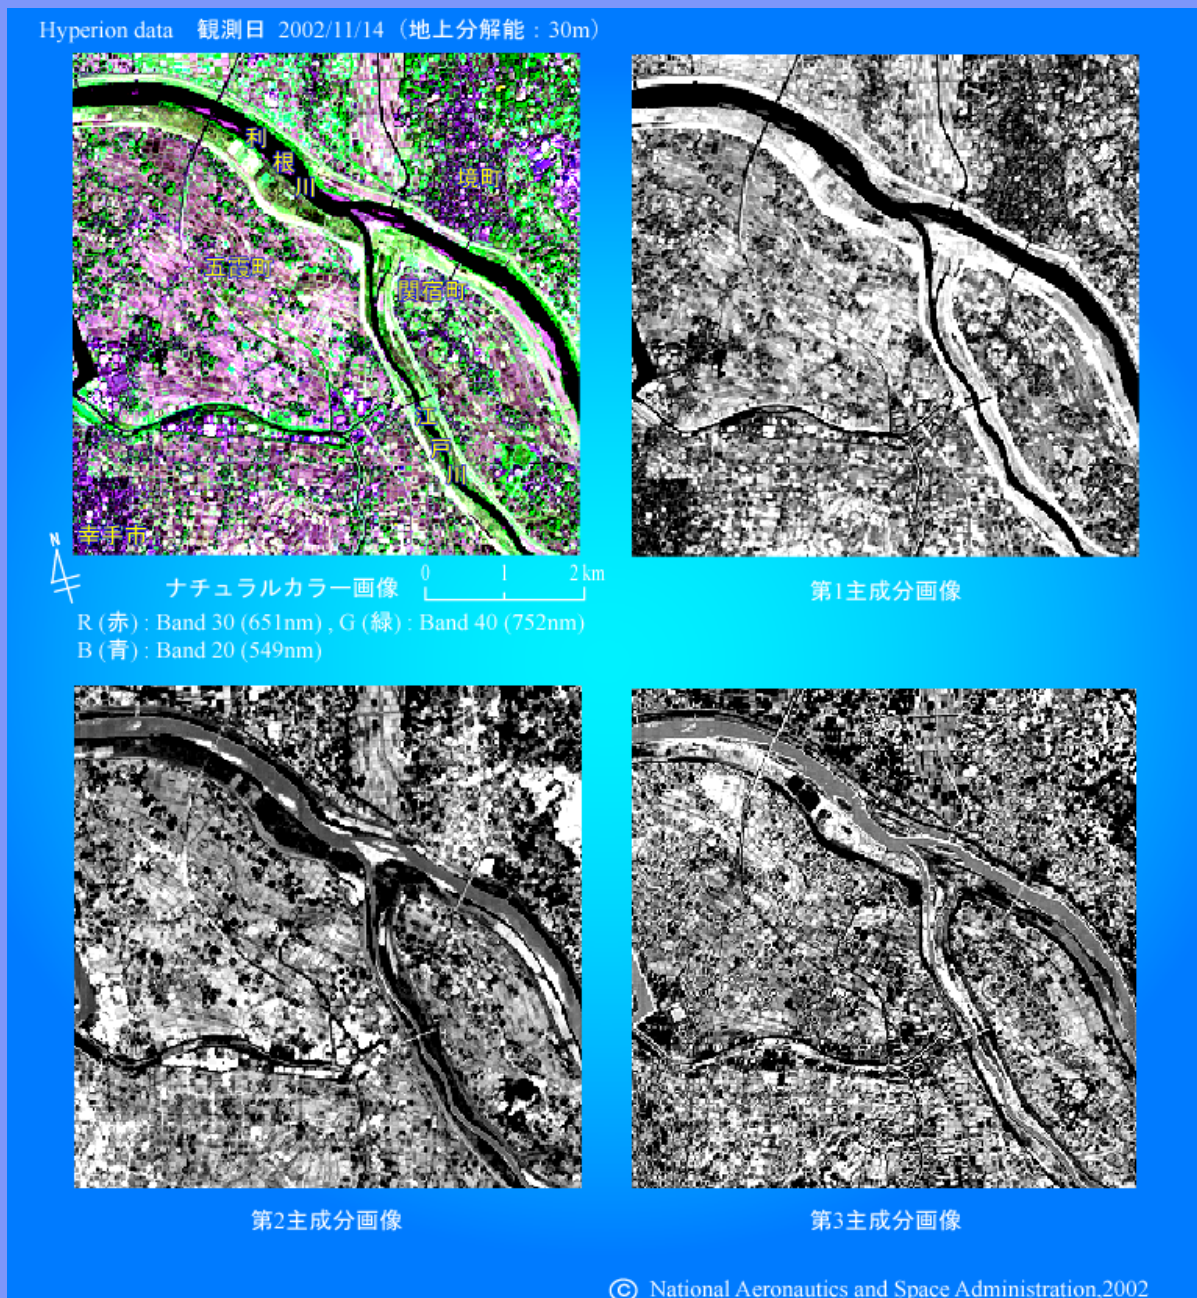 Hyperion data 観測日 2002/11/14（地上分解能：30m）
利根川
境町
五霞町
関宿町
江戸川
幸手市
N
ナチュラルカラー画像
0 1 2 km
第1主成分画像
R (赤) : Band 30 (651nm) , G (緑) : Band 40 (752nm)
B (青) : Band 20 (549nm)
第2主成分画像
第3主成分画像
© National Aeronautics and Space Administration,2002